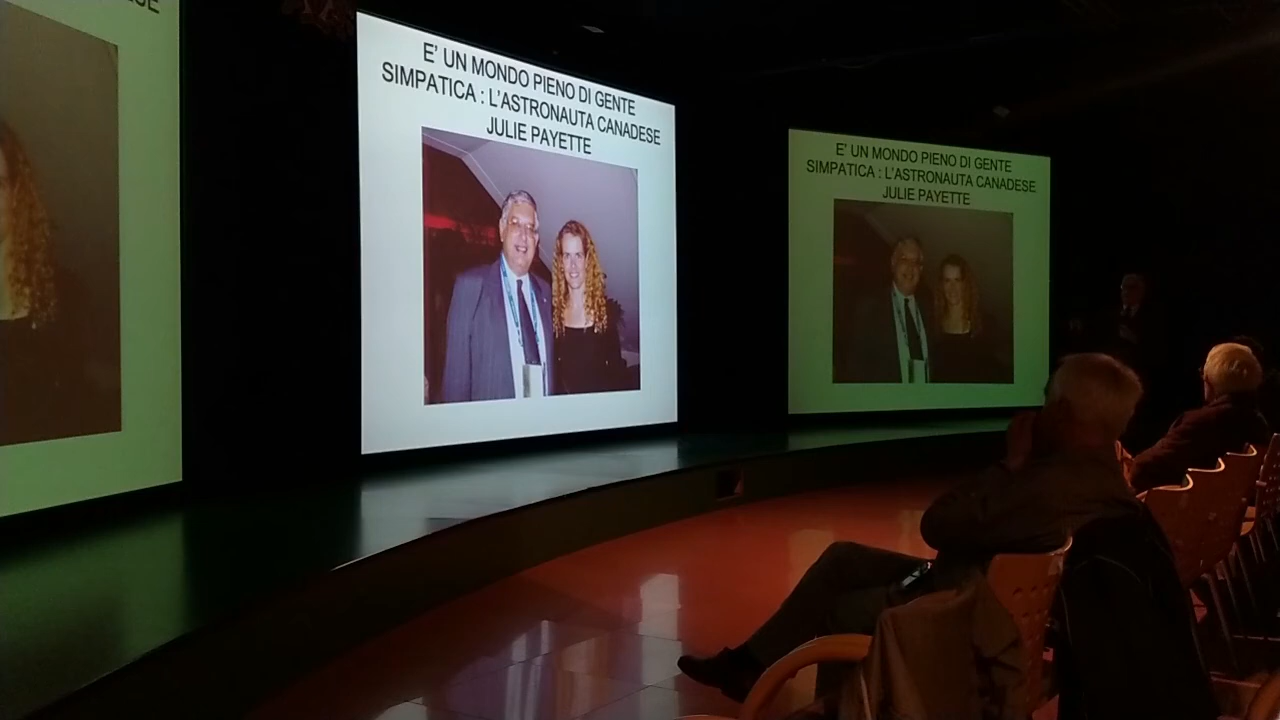 E' UN MONDO PIENO DI GENTE
SIMPATICA : L'ASTRONAUTA CANADESE
JULIE PAYETTE
E' UN MONDO PIENO DI GENTE
SIMPATICA : L'ASTRONAUTA CANADESE
JULIE PAYETTE